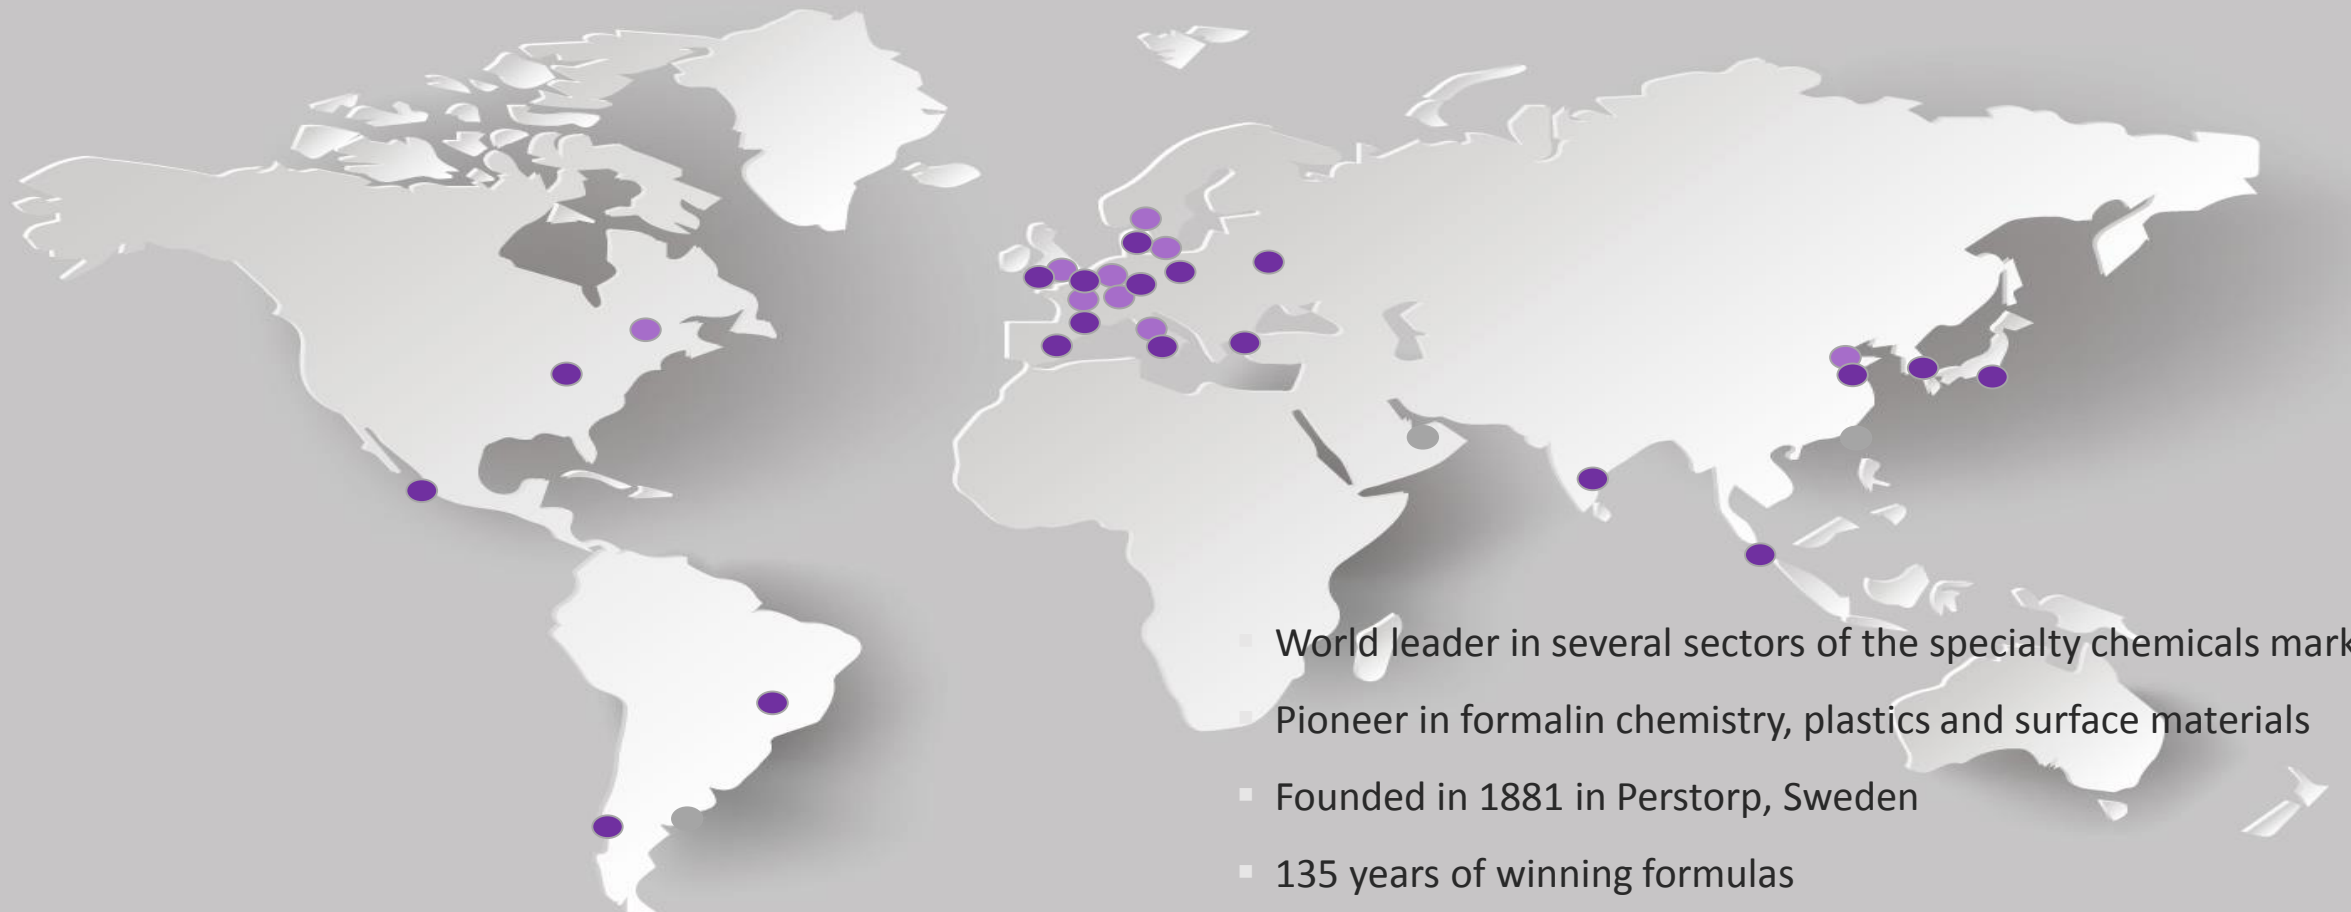 World leader in several sectors of the specialty chemicals mark
Pioneer in formalin chemistry, plastics and surface materials
Founded in 1881 in Perstorp, Sweden
135 years of winning formulas